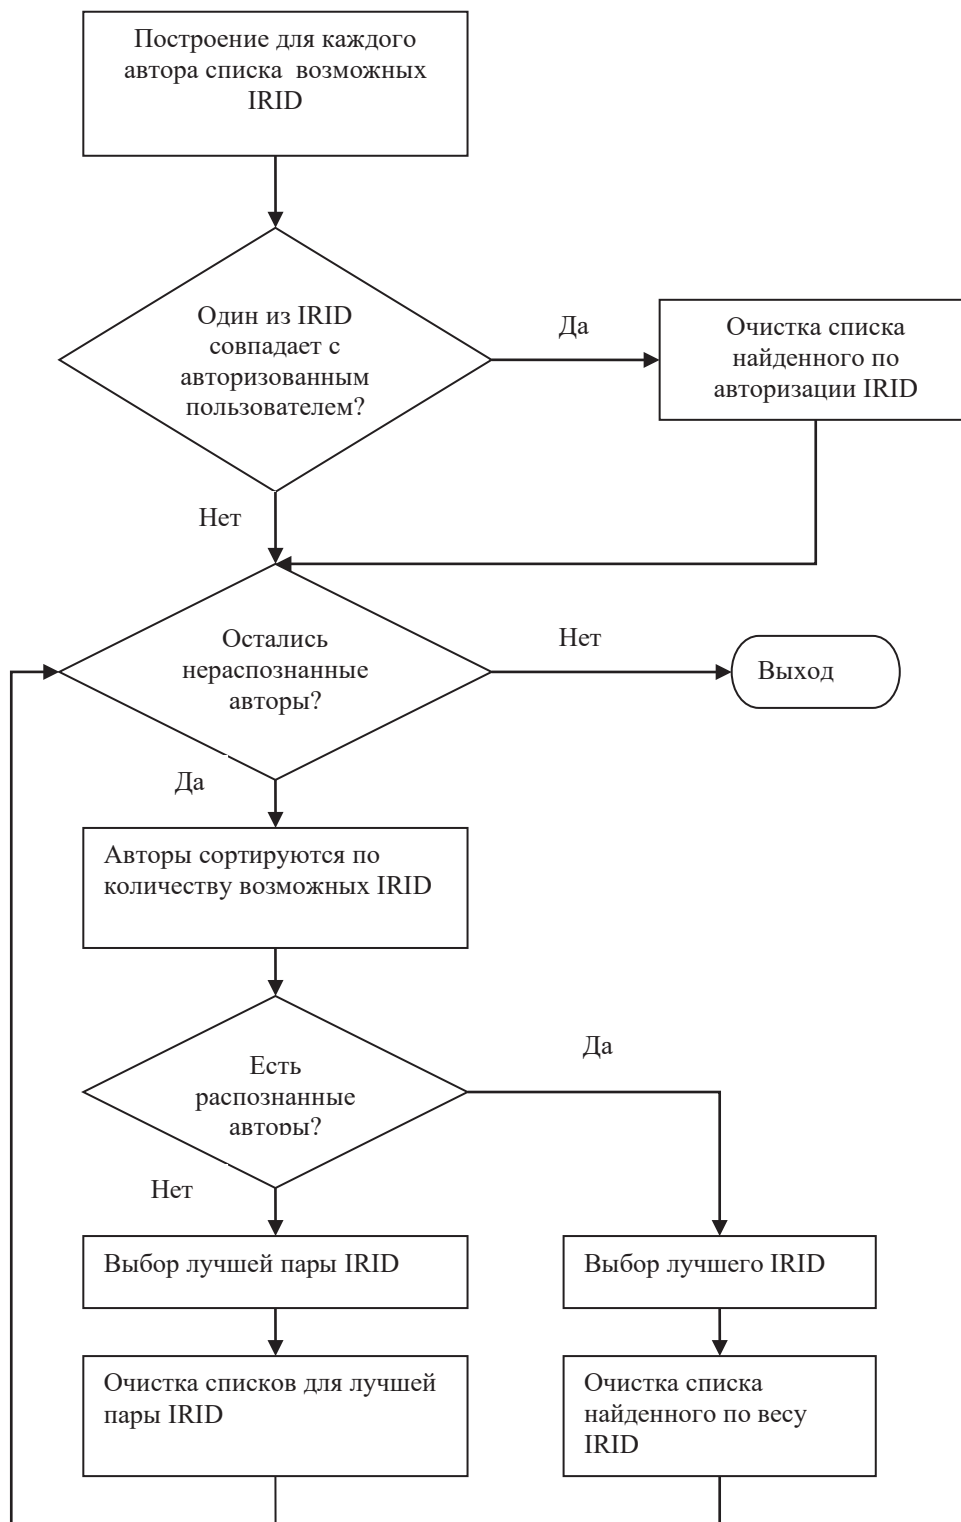 Построение для каждого
автора списка возможных
IRID
Один из IRID
совпадает с
авторизованным
пользователем?
Да
Очистка списка
найденного по
авторизации IRID
Нет
Остались
нераспознанные
авторы?
Нет
Выход
Да
Авторы сортируются по
количеству возможных IRID
Есть
распознанные
авторы?
Да
Нет
Выбор лучшей пары IRID
Выбор лучшего IRID
Очистка списков для лучшей
пары IRID
Очистка списка
найденного по весу
IRID